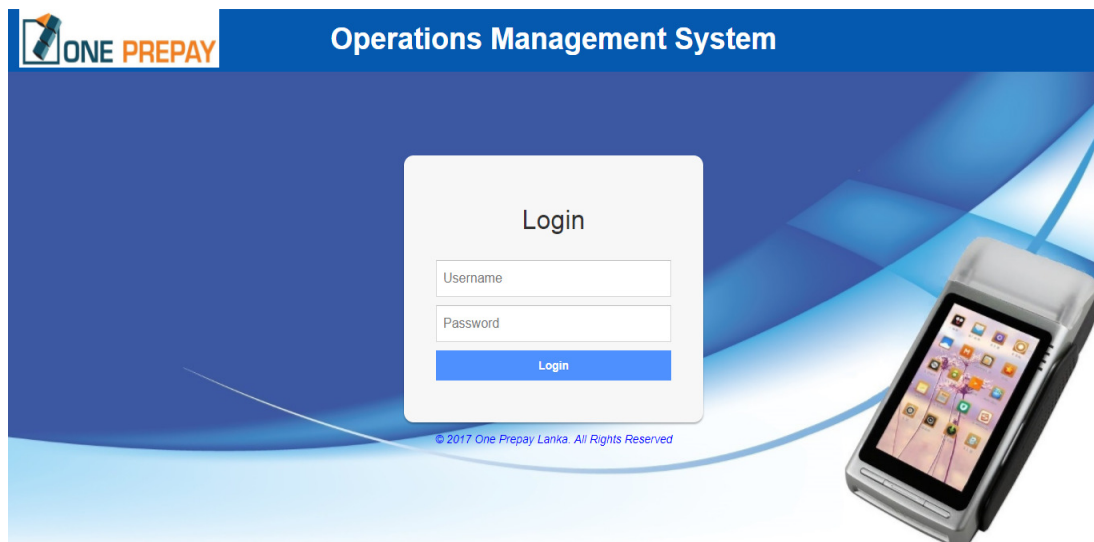 ONE PREPAY
Operations Management System
Login
Username
Password
Login
© 2017 One Prepay Lanka. All Rights Reserved